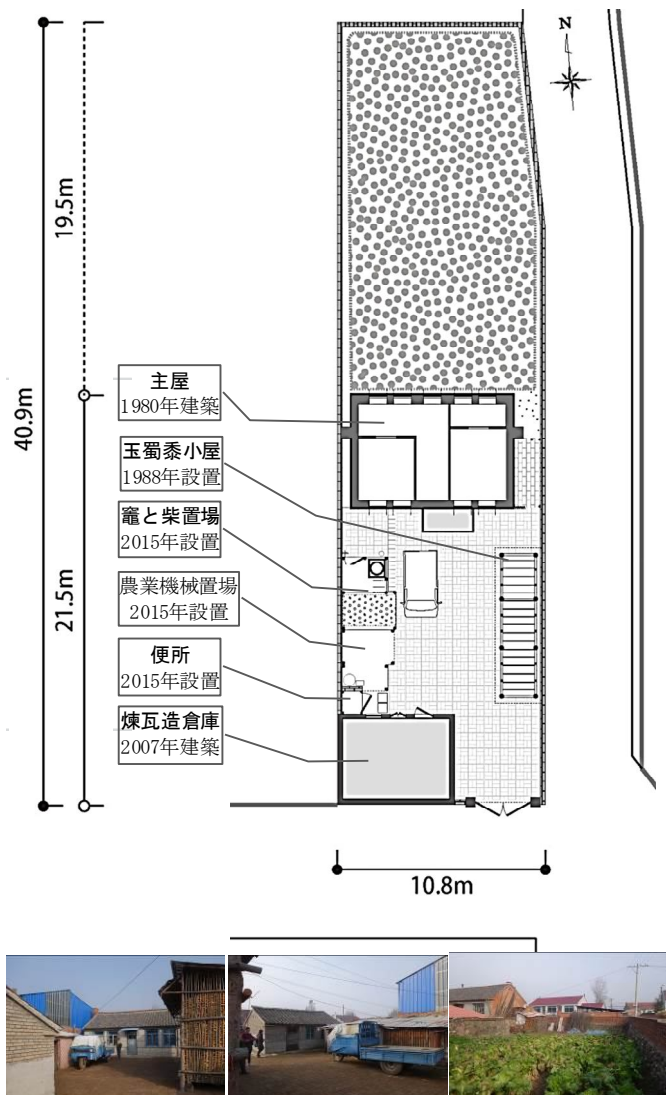 N
19.5m
40.9m
21.5m
主屋
1980年建築
玉蜀黍小屋
1988年設置
竈と柴置場
2015年設置
農業機械置場
2015年設置
便所
2015年設置
煉瓦造倉庫
2007年建築
10.8m